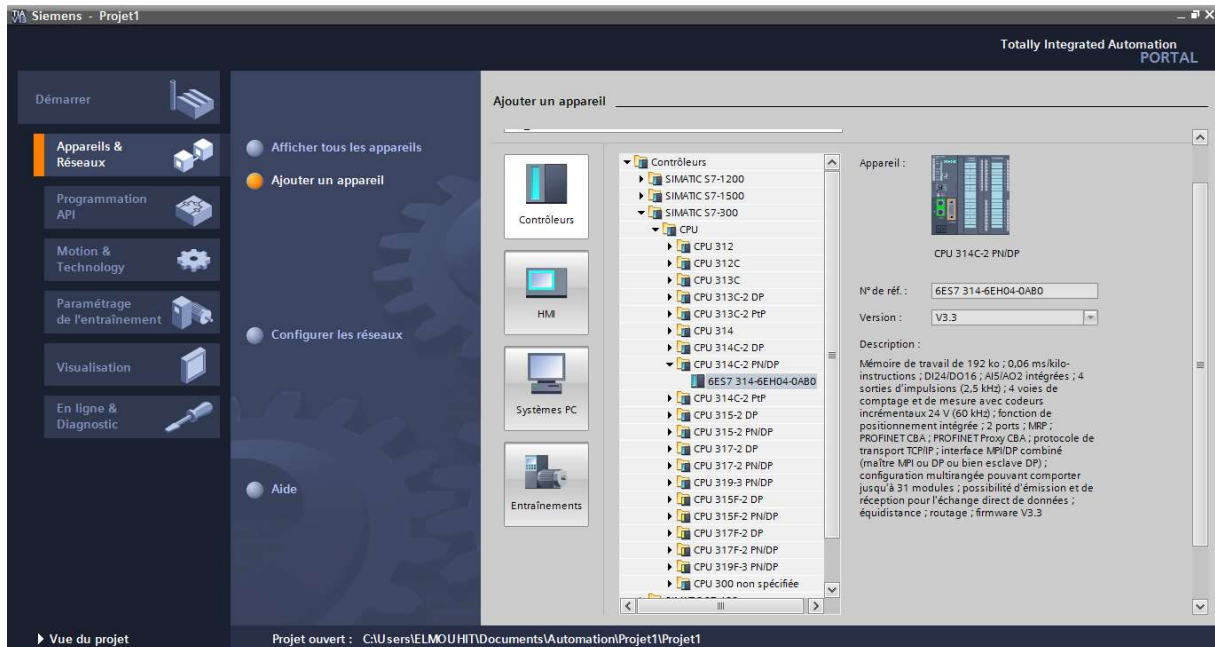 Siemens - Projet1
Totally Integrated Automation
PORTAL
Démarrer
Appareils &
Réseaux
Programmation
API
Motion &
Technology
Paramétrage
de l'entraînement
Visualisation
En ligne &
Diagnostic
Vue du projet
Afficher tous les appareils
Ajouter un appareil
Configurer les réseaux
Aide
Ajouter un appareil
Contrôleurs
HMI
Systèmes PC
Entraînements
Contrôleurs
SIMATIC S7-1200
SIMATIC S7-1500
SIMATIC S7-300
CPU
CPU 312
CPU 312C
CPU 313C
CPU 313C-2 DP
CPU 313C-2 PtP
CPU 314
CPU 314C-2 DP
CPU 314C-2 PN/DP
6ES7 314-6EH04-0AB0
CPU 314C-2 PtP
CPU 315-2 DP
CPU 315-2 PN/DP
CPU 317-2 DP
CPU 317-2 PN/DP
CPU 319-3 PN/DP
CPU 315F-2 DP
CPU 315F-2 PN/DP
CPU 317F-2 DP
CPU 317F-2 PN/DP
CPU 319F-3 PN/DP
CPU 300 non spécifiée
Appareil :
CPU 314C-2 PN/DP
N° de réf. : 6ES7 314-6EH04-0AB0
Version : V3.3
Description :
Mémoire de travail de 192 ko ; 0,06 ms/kilo-
instructions ; DI24/DO16 ; AI5/AO2 intégrées ; 4
sorties d'impulsions (2,5 kHz) ; 4 voies de
comptage et de mesure avec codeurs
incrémentaux 24 V (60 kHz) ; fonction de
positionnement intégrée ; 2 ports ; MRP ;
PROFINET CBA ; PROFINET Proxy CBA ; protocole de
transport TCP/IP ; interface MPI/DP combiné
(maître MPI ou DP ou bien esclave DP) ;
configuration multirangée pouvant comporter
jusqu'à 31 modules ; possibilité d'émission et de
réception pour l'échange direct de données ;
équidistance ; routage ; firmware V3.3
Projet ouvert : C:\Users\ELMOUHIT\Documents\Automation\Projet1\Projet1